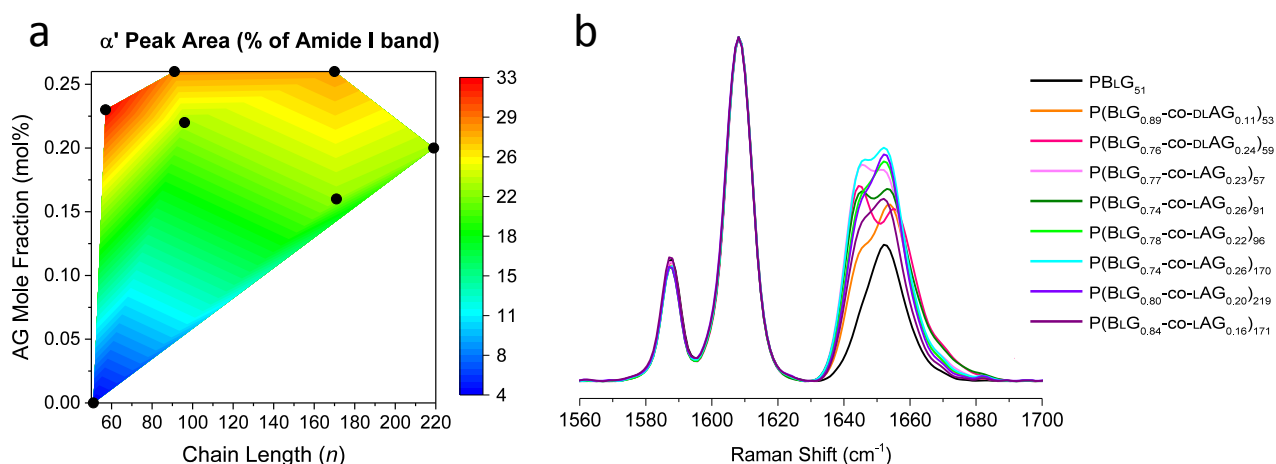 a
α' Peak Area (% of Amide I band)
AG Mole Fraction (mol%)
0.25
0.20
0.15
0.10
0.05
0.00
60 80 100 120 140 160 180 200 220
Chain Length (n)
33
29
26
22
18
15
11
7
4
b
1560 1580 1600 1620 1640 1660 1680 1700
Raman Shift (cm⁻¹)
PBLG₅₁
P(BLG₀.₈₉-co-DLAG₀.₁₁)₅₃
P(BLG₀.₇₆-co-DLAG₀.₂₄)₅₉
P(BLG₀.₇₇-co-LAG₀.₂₃)₅₇
P(BLG₀.₇₄-co-LAG₀.₂₆)₉₁
P(BLG₀.₇₈-co-LAG₀.₂₂)₉₆
P(BLG₀.₇₄-co-LAG₀.₂₆)₁₇₀
P(BLG₀.₈₀-co-LAG₀.₂₀)₂₁₉
P(BLG₀.₈₄-co-LAG₀.₁₆)₁₇₁